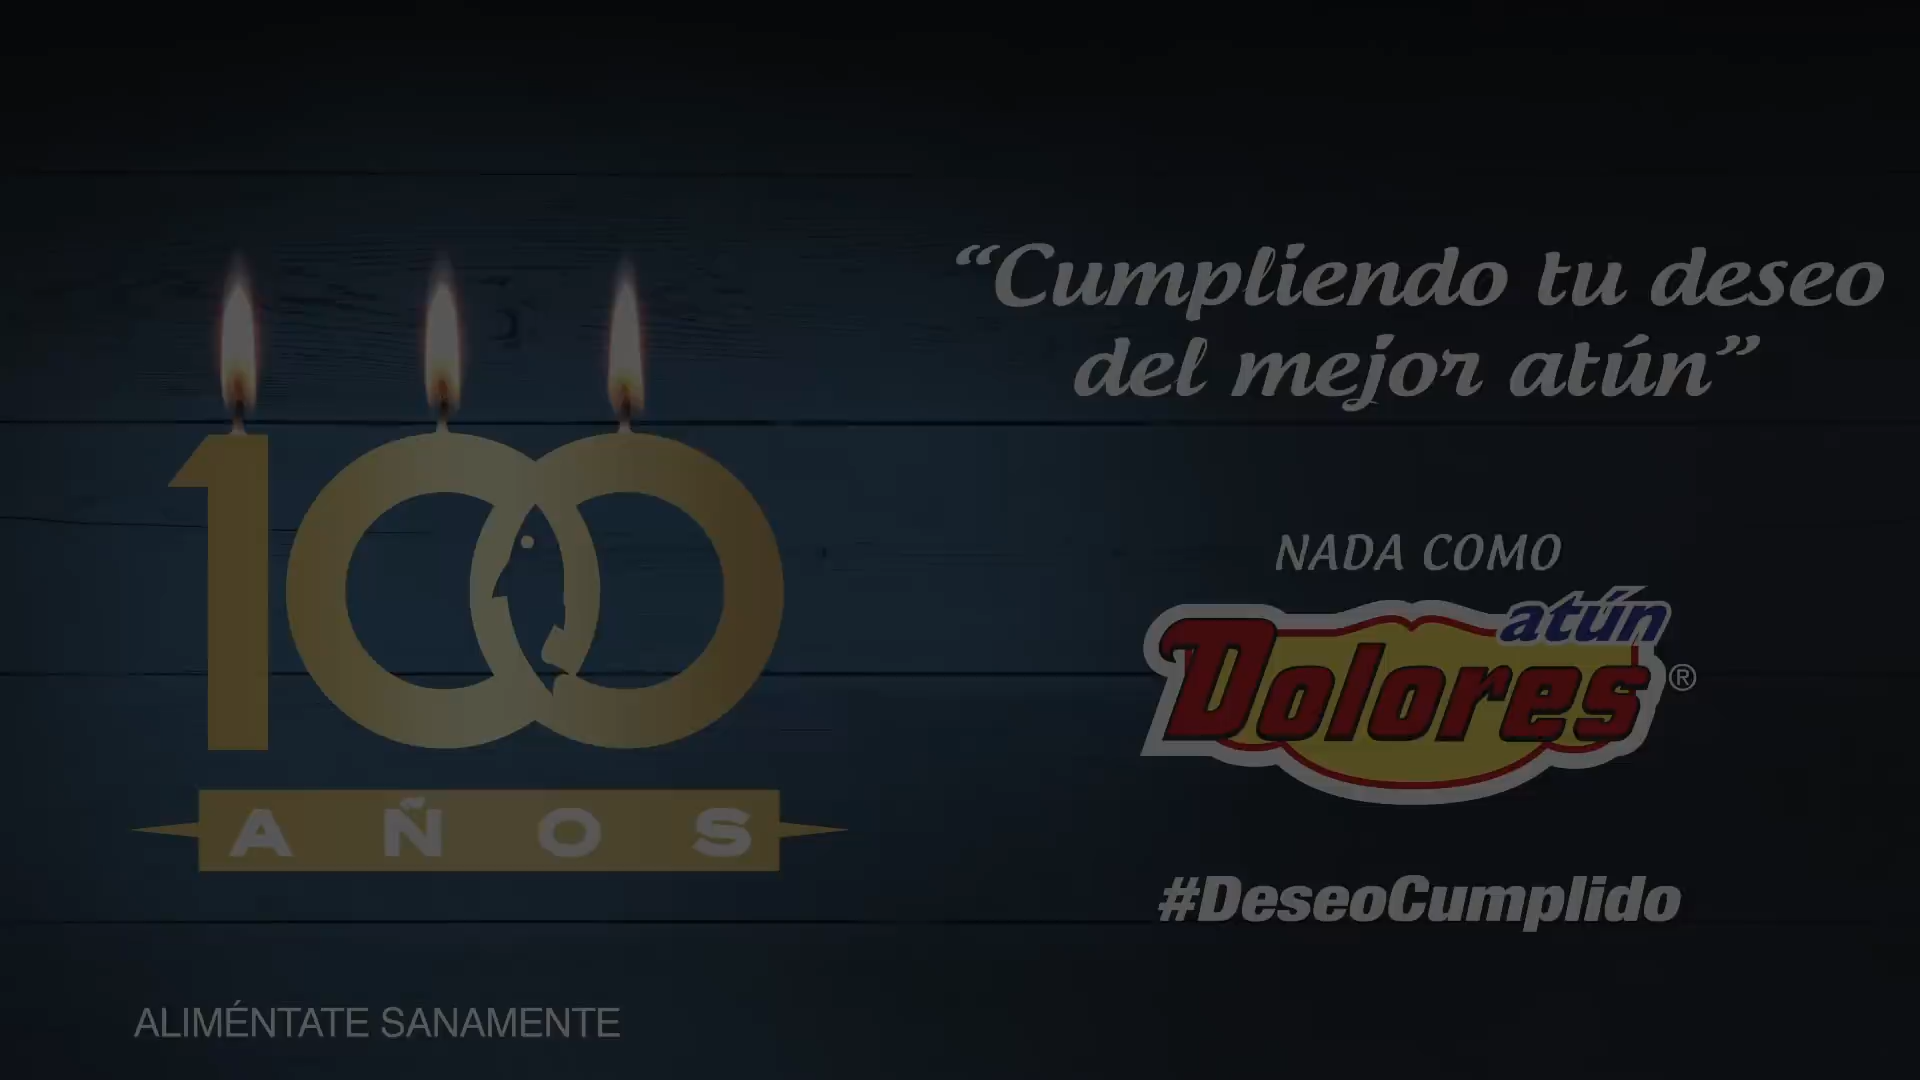 100
AÑOS
“Cumpliendo tu deseo
del mejor atún”
NADA COMO
atún
Dolores®
#DeseoCumplido
ALIMÉNTATE SANAMENTE